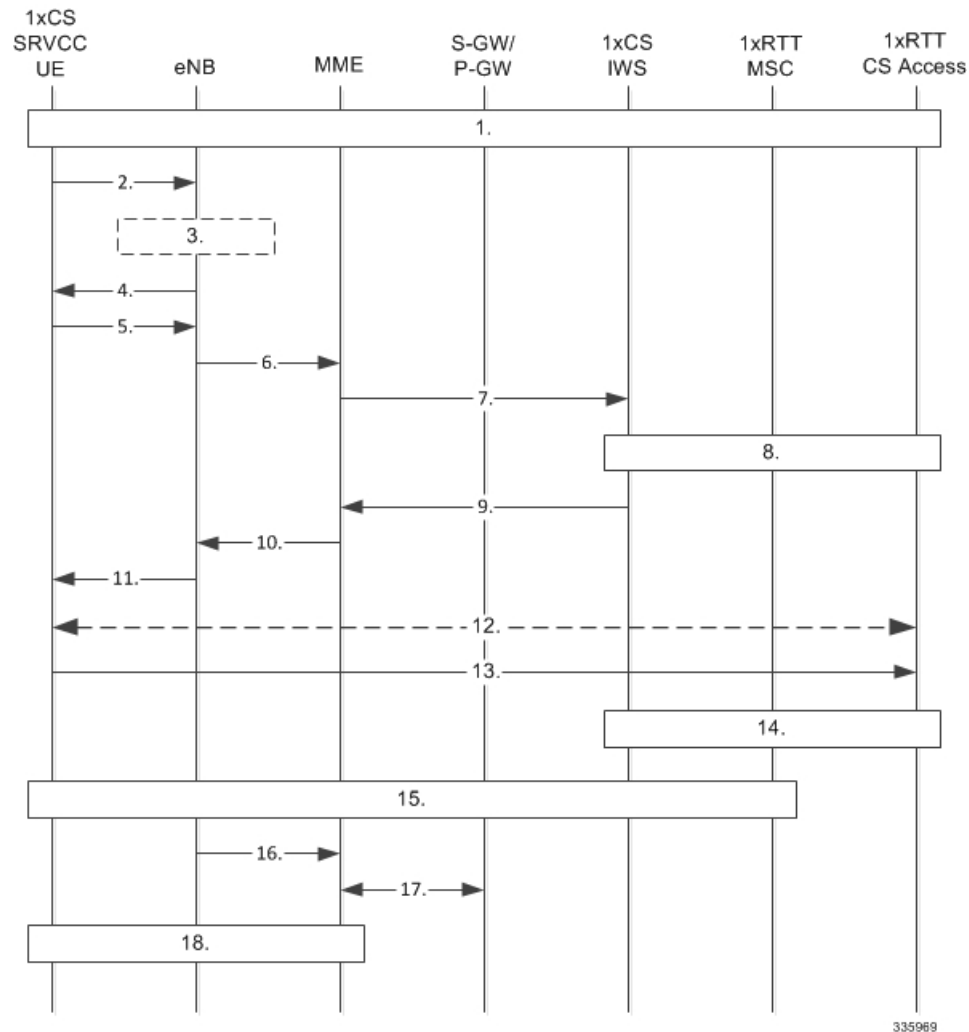 1xCS
SRVCC
UE
eNB
MME
S-GW/
P-GW
1xCS
IWS
1xRTT
MSC
1xRTT
CS Access
1.
2.
3.
4.
5.
6.
7.
8.
9.
10.
11.
12.
13.
14.
15.
16.
17.
18.
335969